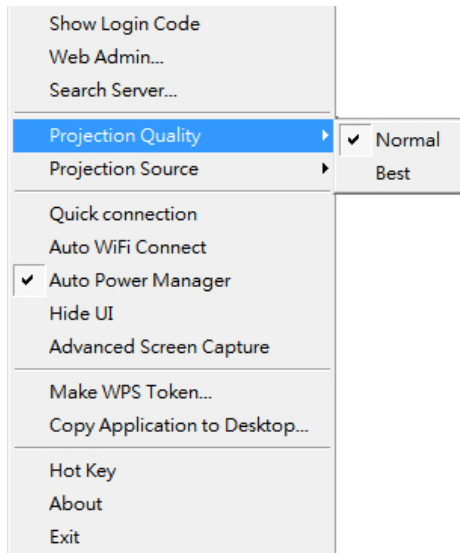 Show Login Code
Web Admin...
Search Server...
Projection Quality
Normal
Best
Projection Source
Quick connection
Auto WiFi Connect
Auto Power Manager
Hide UI
Advanced Screen Capture
Make WPS Token...
Copy Application to Desktop...
Hot Key
About
Exit